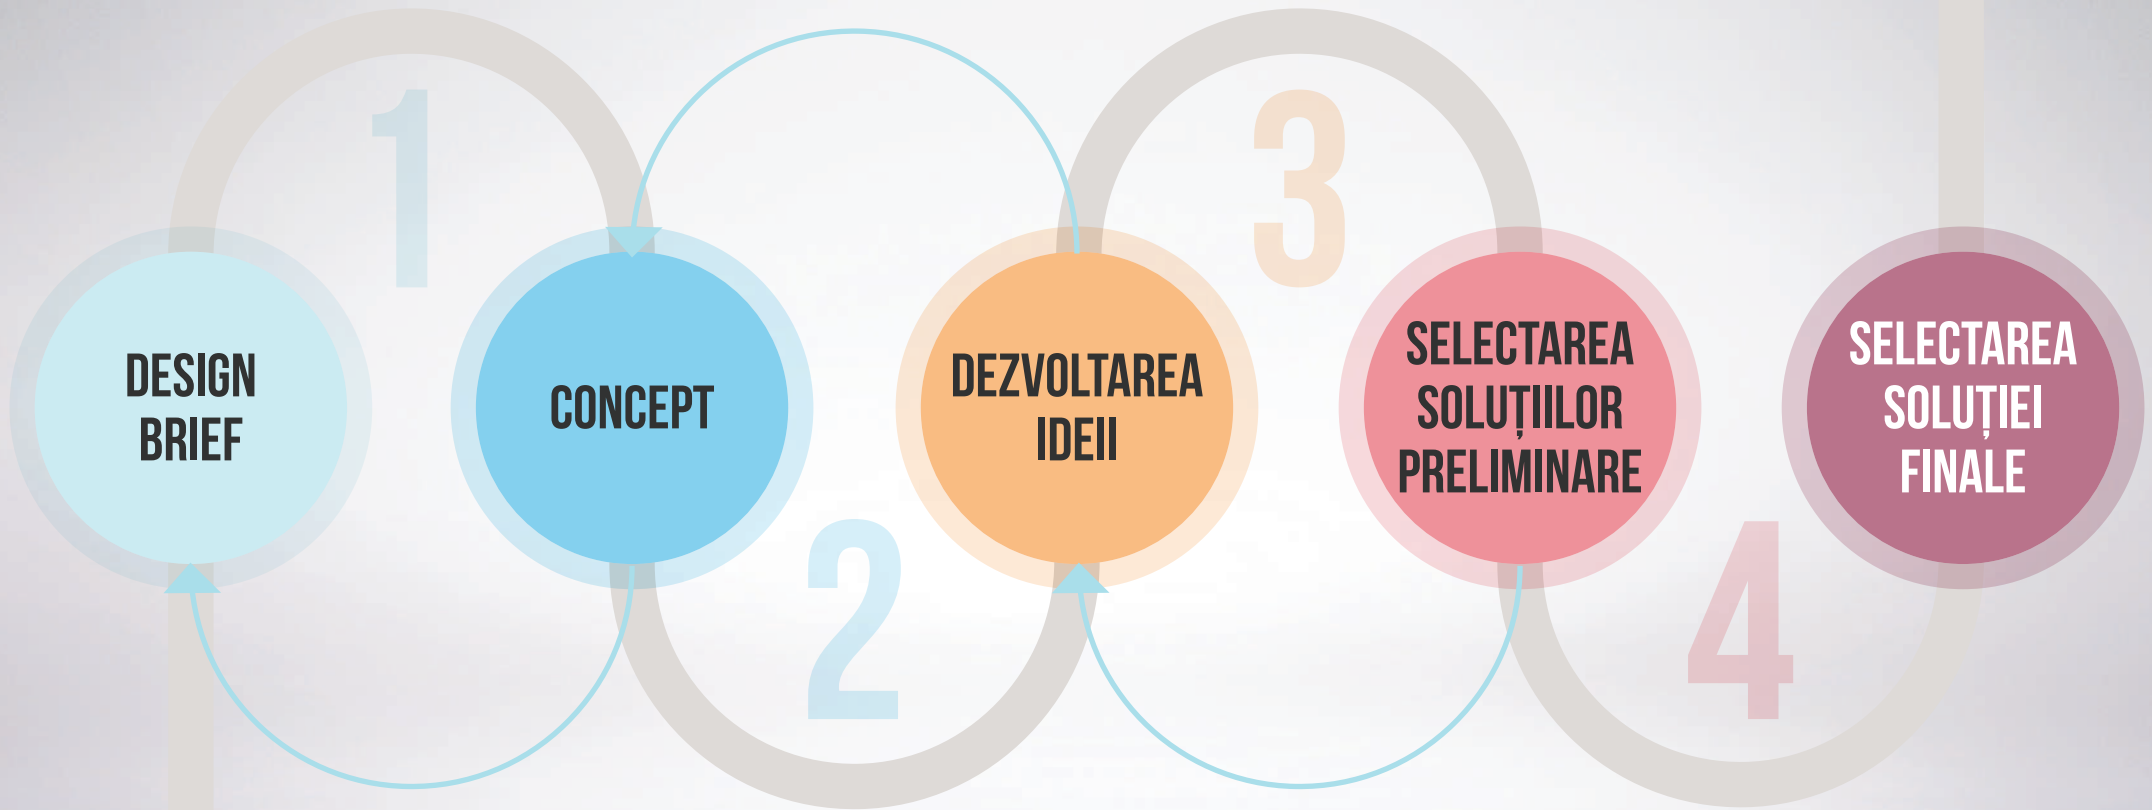 1
3
DESIGN
BRIEF
CONCEPT
DEZVOLTAREA
IDEII
SELECTAREA
SOLUȚIILOR
PRELIMINARE
SELECTAREA
SOLUȚIEI
FINALE
2
4